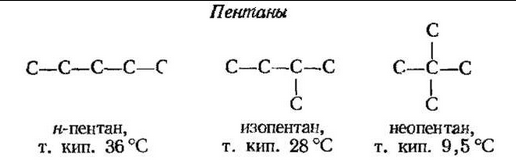 Пентаны
C
C—C—C—C—C C—C—C—C C—C—C
C C
н-пентан, изопентан, неопентан,
т. кип. 36 °C т. кип. 28 °C т. кип. 9,5 °C